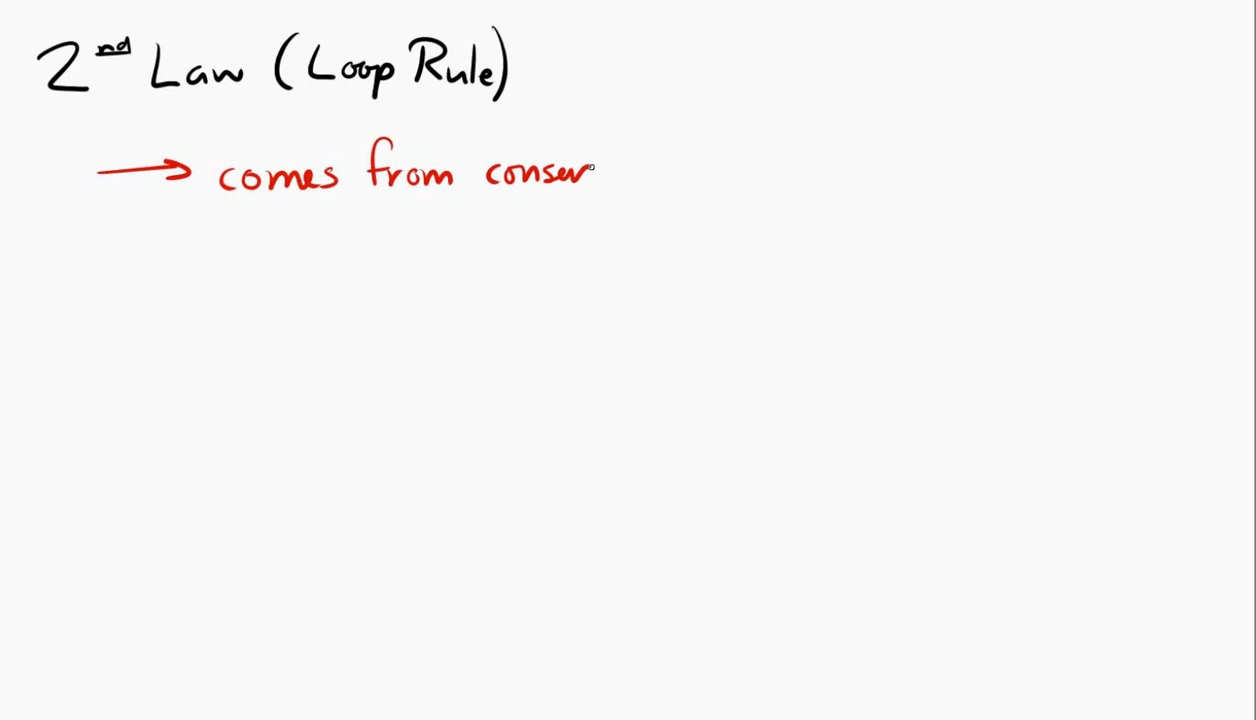 2nd Law (Loop Rule)
→ comes from conser